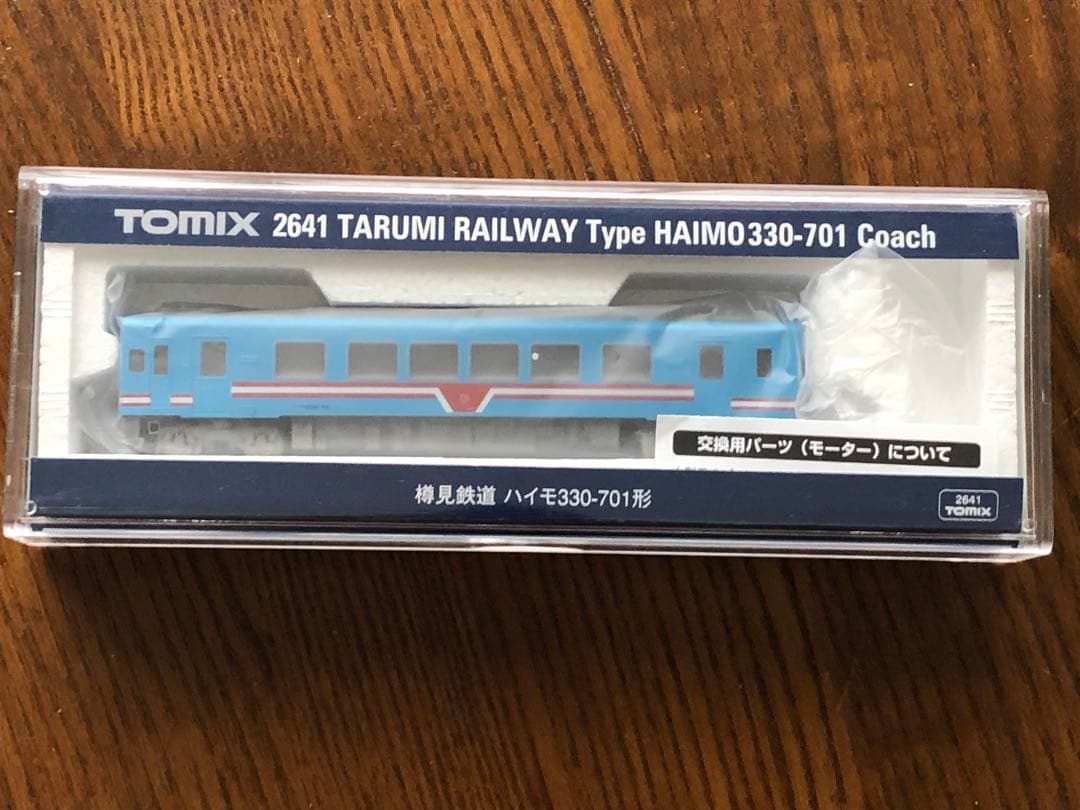 TOMIX 2641 TARUMI RAILWAY Type HAIMO330-701 Coach
交換用パーツ（モーター）について
樽見鉄道 ハイモ330-701形
2641
TOMIX